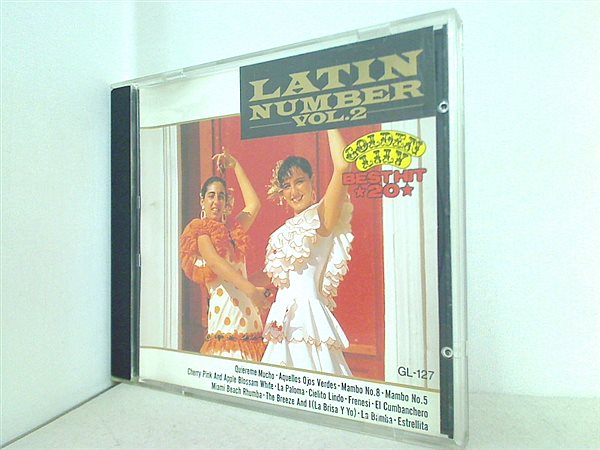 LATIN
NUMBER
VOL.2
GOLDEN
LILY
BEST HIT
★20★
GL-127
Quiereme Mucho · Aquellos Ojos Verdes · Mambo No.8 · Mambo No.5
Cherry Pink And Apple Blossam White · La Paloma · Cielito Lindo · Frenesi · El Cumbanchero
Miami Beach Rhumba · The Breeze And I (La Brisa Y Yo) · La Bamba · Estrellita